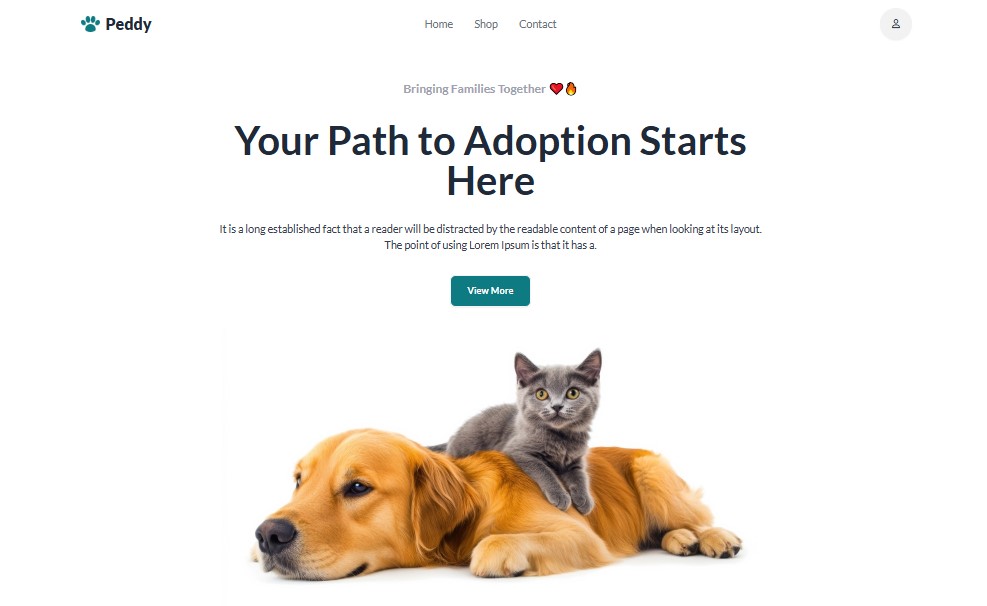 Peddy
Home Shop Contact
Bringing Families Together ❤️🔥
Your Path to Adoption Starts
Here
It is a long established fact that a reader will be distracted by the readable content of a page when looking at its layout.
The point of using Lorem Ipsum is that it has a.
View More